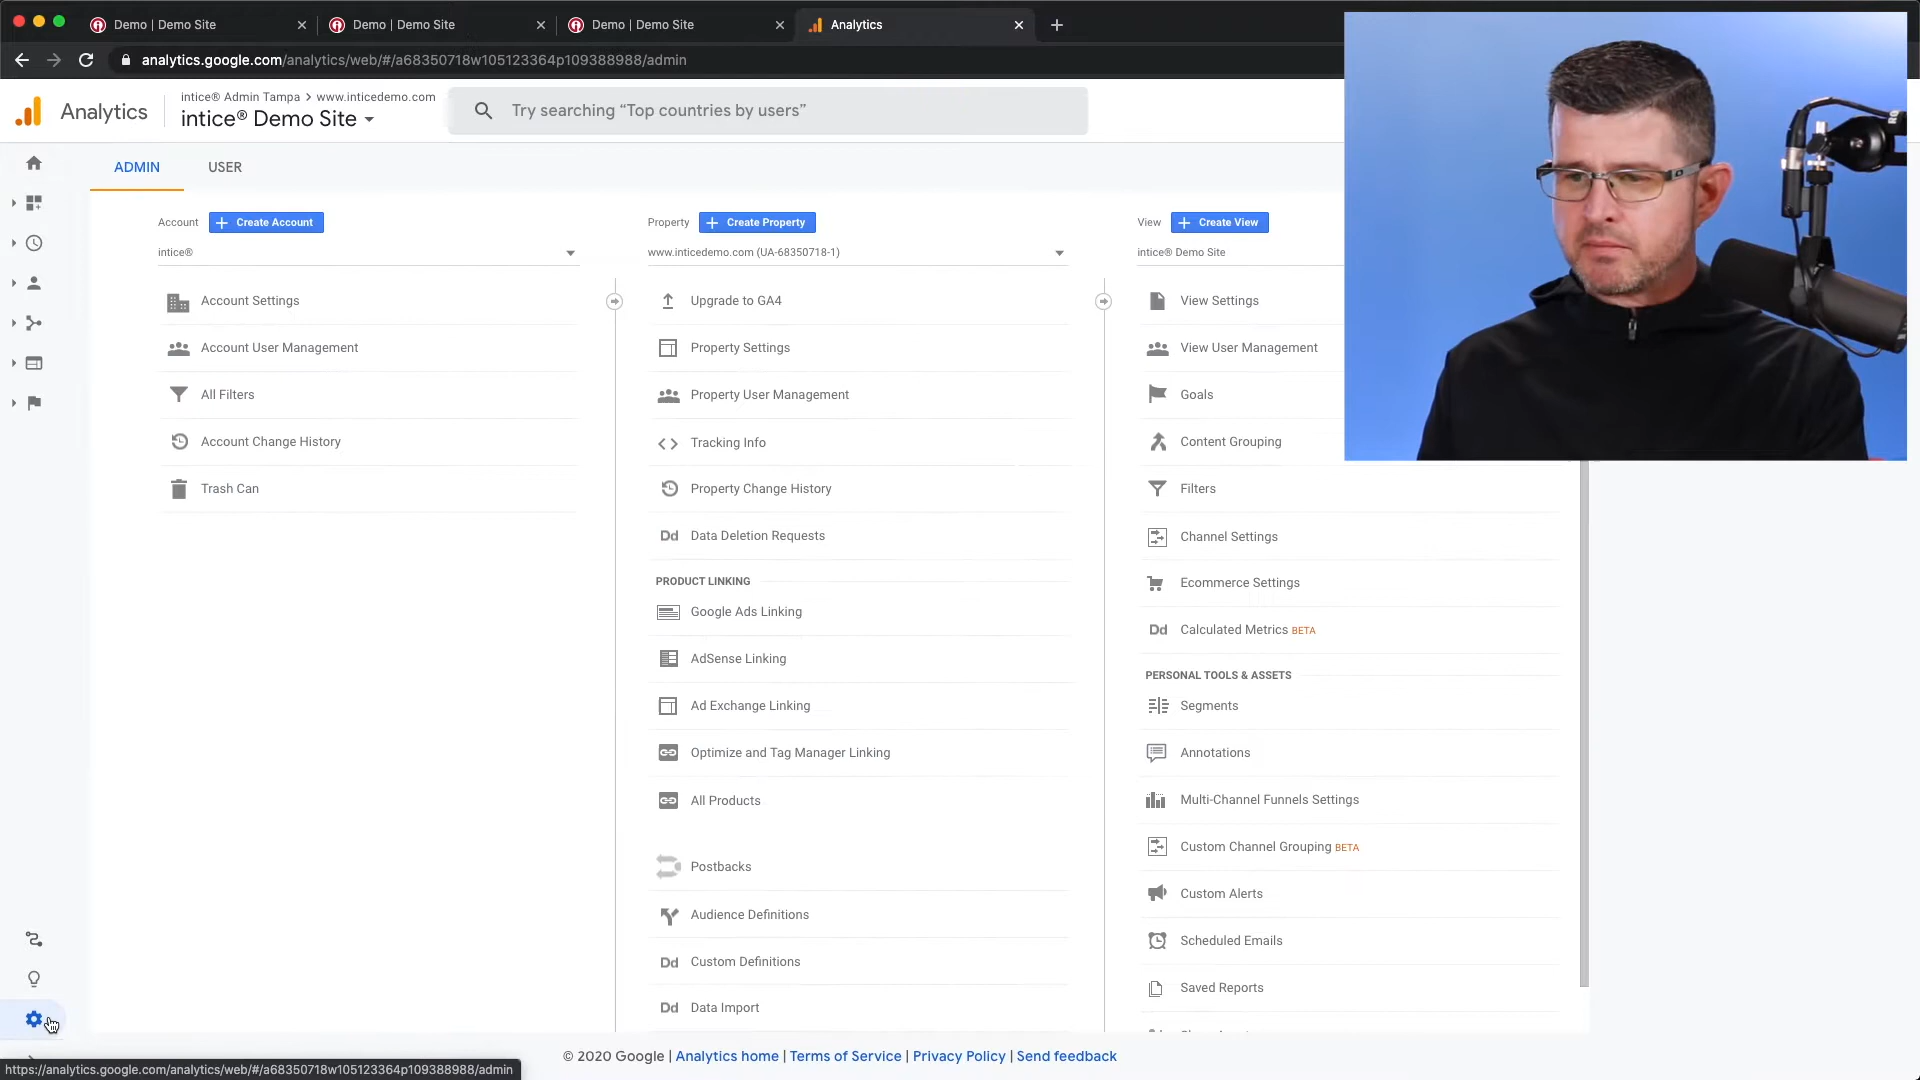 Demo | Demo Site
Demo | Demo Site
Demo | Demo Site
Analytics
analytics.google.com/analytics/web/#/a68350718w105123364p109388988/admin
Analytics
intice® Admin Tampa > www.inticedemo.com
intice® Demo Site
Try searching “Top countries by users”
ADMIN
USER
Account
Create Account
intice®
Account Settings
Account User Management
All Filters
Account Change History
Trash Can
Property
Create Property
www.inticedemo.com (UA-68350718-1)
Upgrade to GA4
Property Settings
Property User Management
Tracking Info
Property Change History
Dd Data Deletion Requests
PRODUCT LINKING
Google Ads Linking
AdSense Linking
Ad Exchange Linking
Optimize and Tag Manager Linking
All Products
Postbacks
Audience Definitions
Dd Custom Definitions
Dd Data Import
View
Create View
intice® Demo Site
View Settings
View User Management
Goals
Content Grouping
Filters
Channel Settings
Ecommerce Settings
Dd Calculated Metrics BETA
PERSONAL TOOLS & ASSETS
Segments
Annotations
Multi-Channel Funnels Settings
Custom Channel Grouping BETA
Custom Alerts
Scheduled Emails
Saved Reports
© 2020 Google | Analytics home | Terms of Service | Privacy Policy | Send feedback
https://analytics.google.com/analytics/web/#/a68350718w105123364p109388988/admin